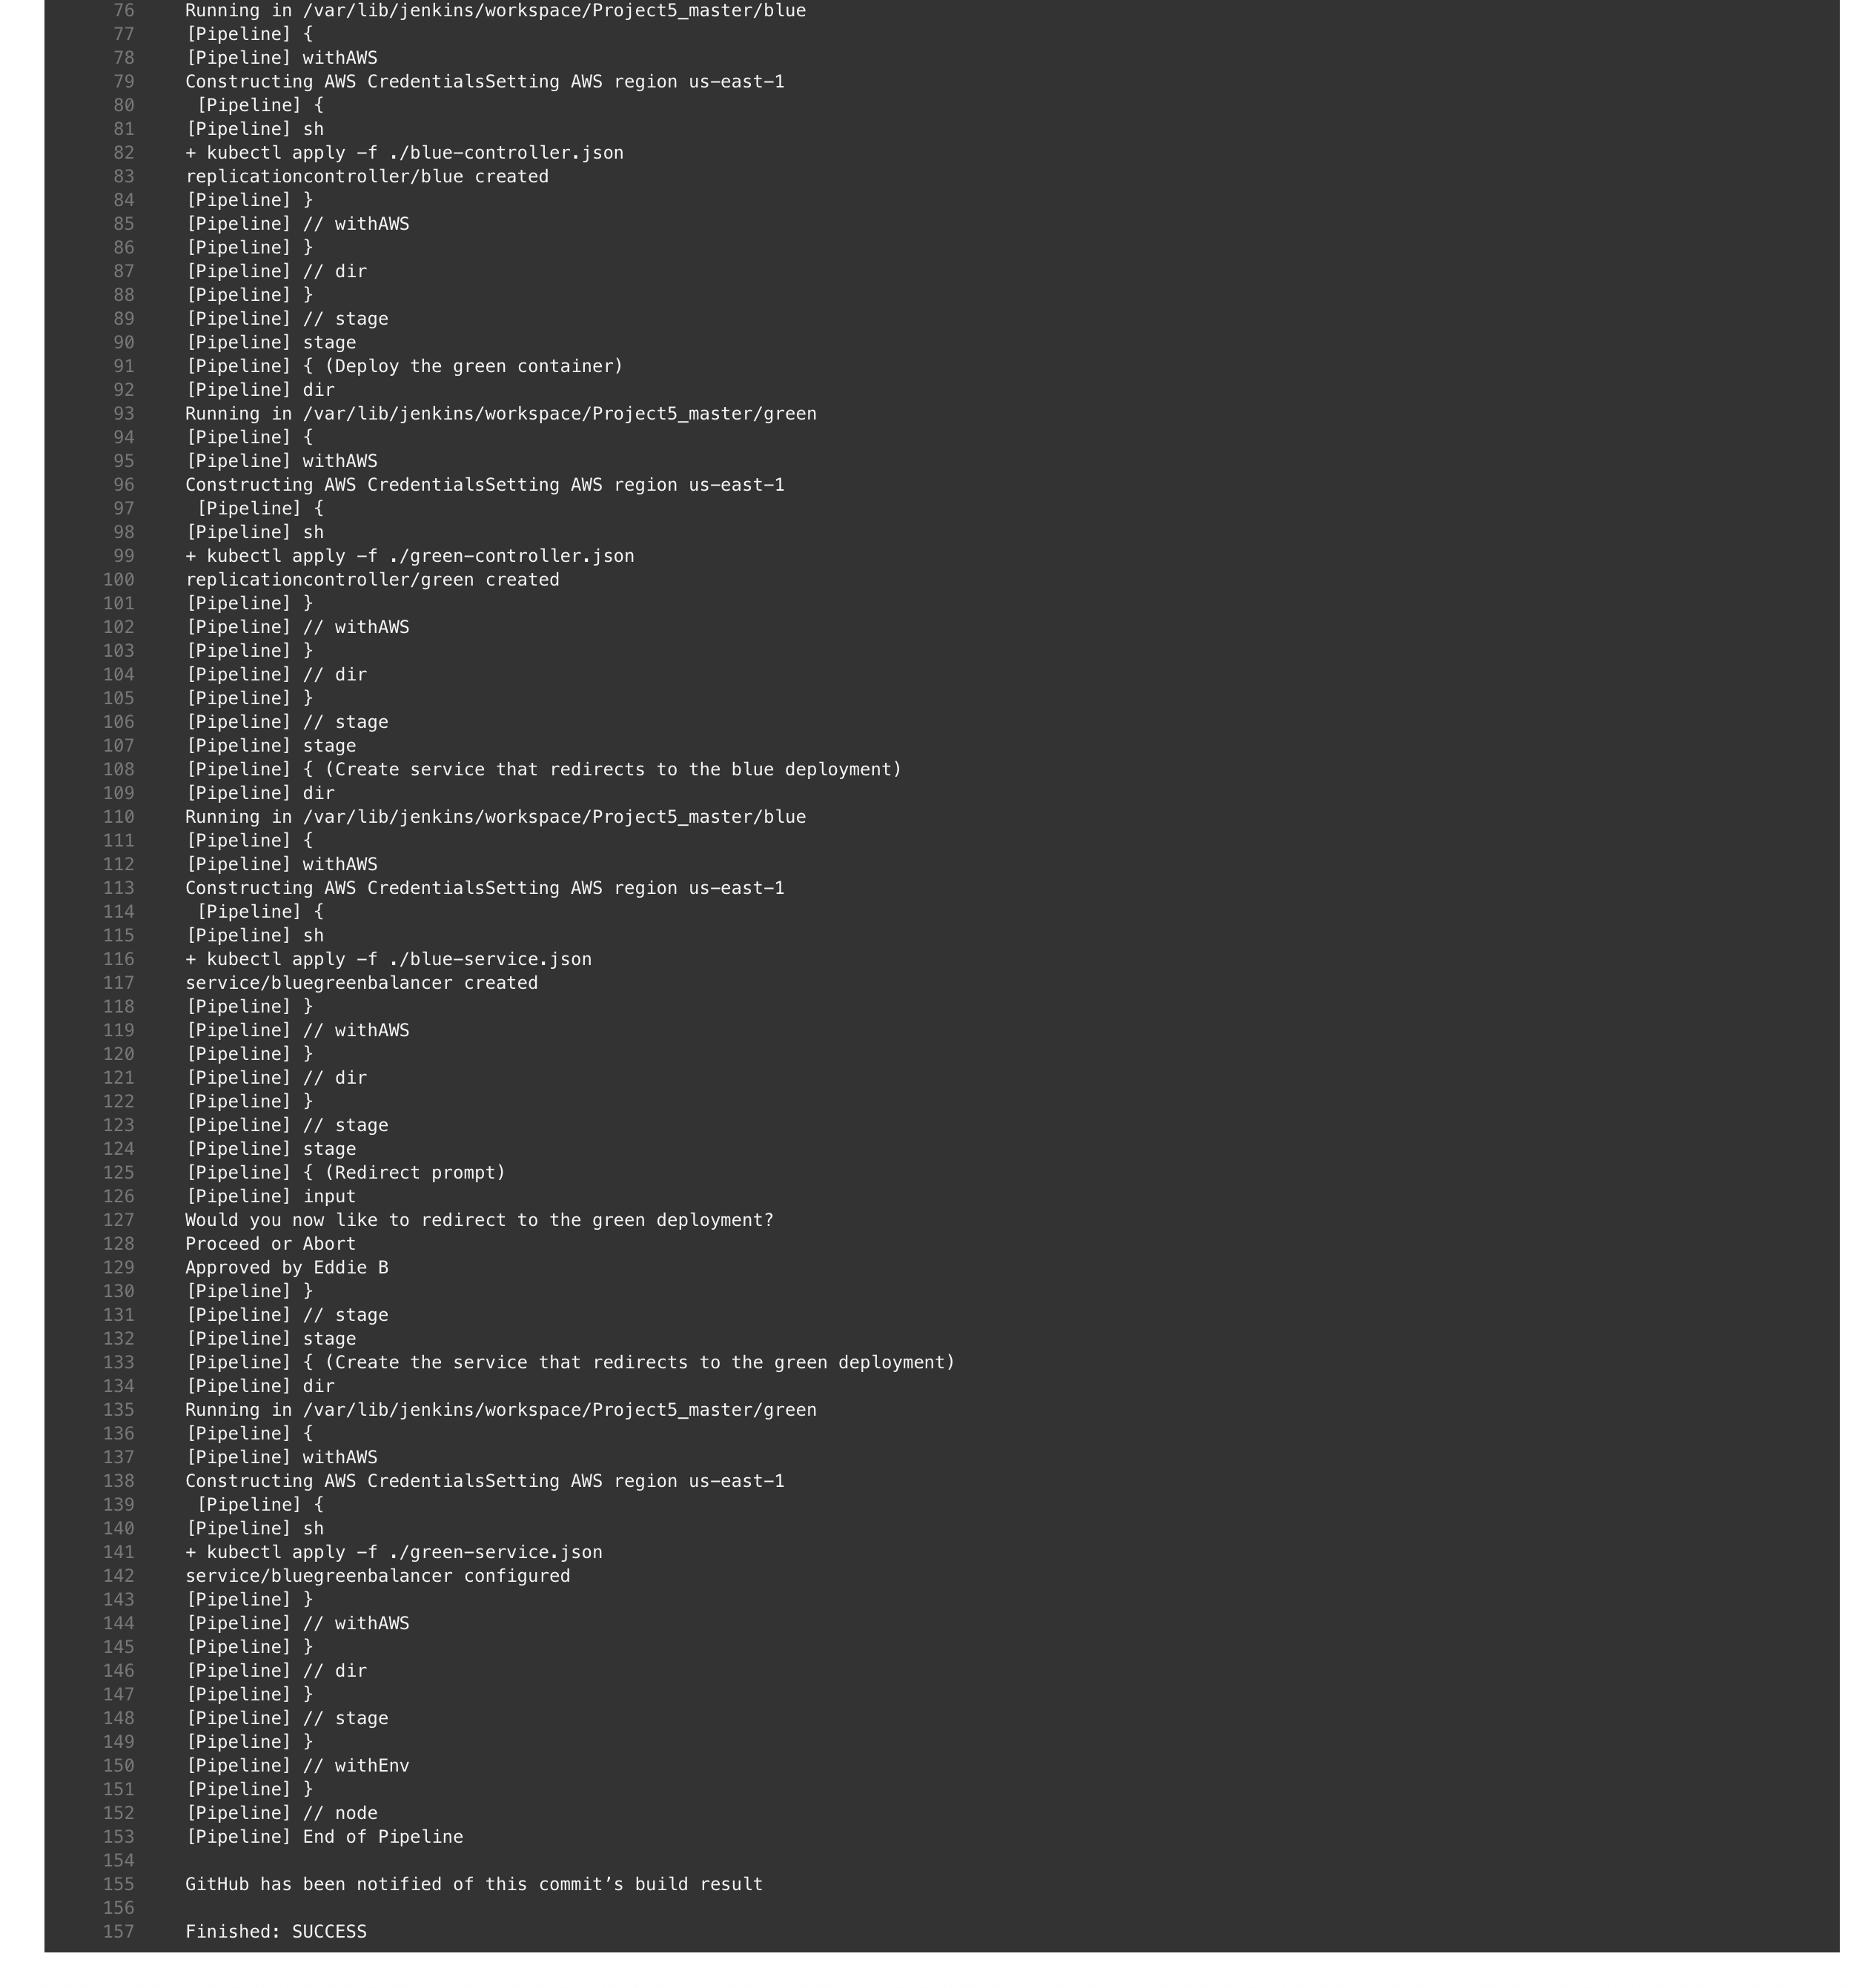 76 Running in /var/lib/jenkins/workspace/Project5_master/blue
77 [Pipeline] {
78 [Pipeline] withAWS
79 Constructing AWS CredentialsSetting AWS region us-east-1
80 [Pipeline] {
81 [Pipeline] sh
82 + kubectl apply -f ./blue-controller.json
83 replicationcontroller/blue created
84 [Pipeline] }
85 [Pipeline] // withAWS
86 [Pipeline] }
87 [Pipeline] // dir
88 [Pipeline] }
89 [Pipeline] // stage
90 [Pipeline] stage
91 [Pipeline] { (Deploy the green container)
92 [Pipeline] dir
93 Running in /var/lib/jenkins/workspace/Project5_master/green
94 [Pipeline] {
95 [Pipeline] withAWS
96 Constructing AWS CredentialsSetting AWS region us-east-1
97 [Pipeline] {
98 [Pipeline] sh
99 + kubectl apply -f ./green-controller.json
100 replicationcontroller/green created
101 [Pipeline] }
102 [Pipeline] // withAWS
103 [Pipeline] }
104 [Pipeline] // dir
105 [Pipeline] }
106 [Pipeline] // stage
107 [Pipeline] stage
108 [Pipeline] { (Create service that redirects to the blue deployment)
109 [Pipeline] dir
110 Running in /var/lib/jenkins/workspace/Project5_master/blue
111 [Pipeline] {
112 [Pipeline] withAWS
113 Constructing AWS CredentialsSetting AWS region us-east-1
114 [Pipeline] {
115 [Pipeline] sh
116 + kubectl apply -f ./blue-service.json
117 service/bluegreenbalancer created
118 [Pipeline] }
119 [Pipeline] // withAWS
120 [Pipeline] }
121 [Pipeline] // dir
122 [Pipeline] }
123 [Pipeline] // stage
124 [Pipeline] stage
125 [Pipeline] { (Redirect prompt)
126 [Pipeline] input
127 Would you now like to redirect to the green deployment?
128 Proceed or Abort
129 Approved by Eddie B
130 [Pipeline] }
131 [Pipeline] // stage
132 [Pipeline] stage
133 [Pipeline] { (Create the service that redirects to the green deployment)
134 [Pipeline] dir
135 Running in /var/lib/jenkins/workspace/Project5_master/green
136 [Pipeline] {
137 [Pipeline] withAWS
138 Constructing AWS CredentialsSetting AWS region us-east-1
139 [Pipeline] {
140 [Pipeline] sh
141 + kubectl apply -f ./green-service.json
142 service/bluegreenbalancer configured
143 [Pipeline] }
144 [Pipeline] // withAWS
145 [Pipeline] }
146 [Pipeline] // dir
147 [Pipeline] }
148 [Pipeline] // stage
149 [Pipeline] }
150 [Pipeline] // withEnv
151 [Pipeline] }
152 [Pipeline] // node
153 [Pipeline] End of Pipeline
154
155 GitHub has been notified of this commit’s build result
156
157 Finished: SUCCESS